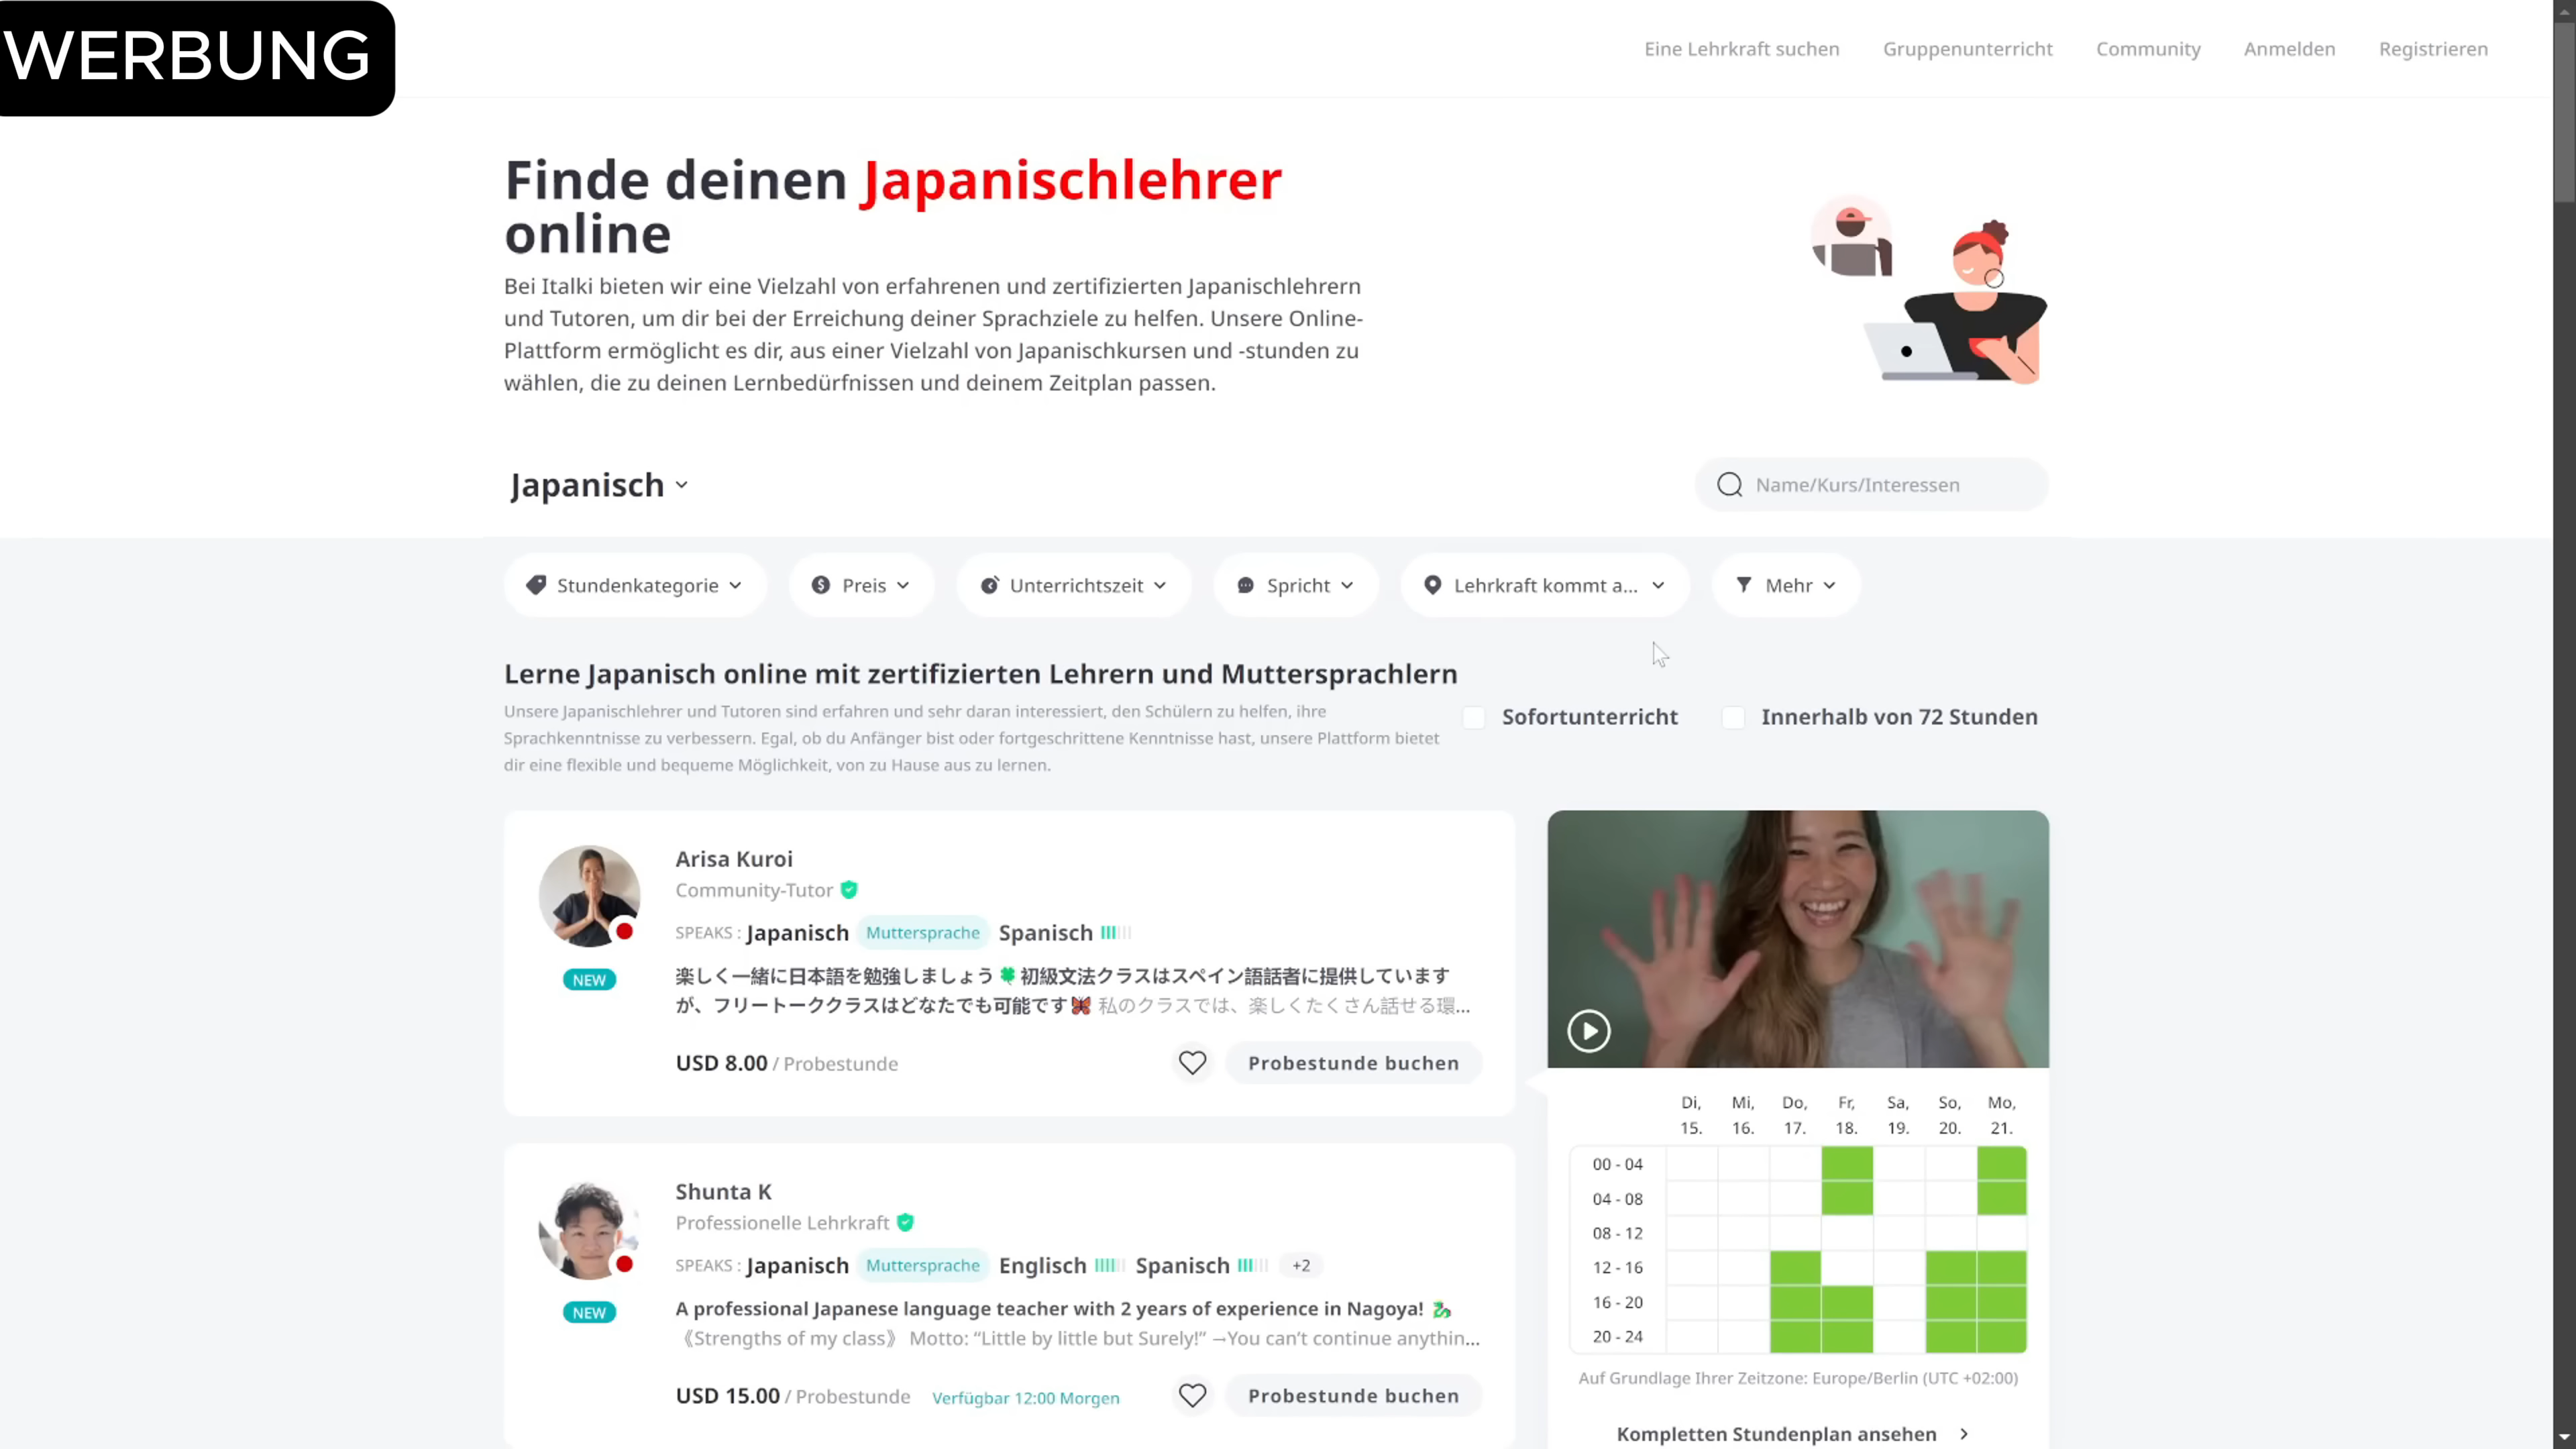 WERBUNG
Eine Lehrkraft suchen
Gruppenunterricht
Community
Anmelden
Registrieren
Finde deinen Japanischlehrer
online
Bei Italki bieten wir eine Vielzahl von erfahrenen und zertifizierten Japanischlehrern
und Tutoren, um dir bei der Erreichung deiner Sprachziele zu helfen. Unsere Online-
Plattform ermöglicht es dir, aus einer Vielzahl von Japanischkursen und -stunden zu
wählen, die zu deinen Lernbedürfnissen und deinem Zeitplan passen.
Japanisch
Name/Kurs/Interessen
Stundenkategorie
Preis
Unterrichtszeit
Spricht
Lehrkraft kommt a...
Mehr
Lerne Japanisch online mit zertifizierten Lehrern und Muttersprachlern
Unsere Japanischlehrer und Tutoren sind erfahren und sehr daran interessiert, den Schülern zu helfen, ihre
Sprachkenntnisse zu verbessern. Egal, ob du Anfänger bist oder fortgeschrittene Kenntnisse hast, unsere Plattform bietet
dir eine flexible und bequeme Möglichkeit, von zu Hause aus zu lernen.
Sofortunterricht
Innerhalb von 72 Stunden
Arisa Kuroi
Community-Tutor
SPEAKS : Japanisch Muttersprache Spanisch
NEW
楽しく一緒に日本語を勉強しましょう🍀初級文法クラスはスペイン語話者に提供しています
が、フリートーククラスはどなたでも可能です🦋 私のクラスでは、楽しくたくさん話せる環...
USD 8.00 / Probestunde
Probestunde buchen
Shunta K
Professionelle Lehrkraft
SPEAKS : Japanisch Muttersprache Englisch Spanisch +2
NEW
A professional Japanese language teacher with 2 years of experience in Nagoya! 🐉
《Strengths of my class》 Motto: “Little by little but Surely!” →You can’t continue anythin...
USD 15.00 / Probestunde Verfügbar 12:00 Morgen
Probestunde buchen
Di, Mi, Do, Fr, Sa, So, Mo,
15. 16. 17. 18. 19. 20. 21.
00 - 04
04 - 08
08 - 12
12 - 16
16 - 20
20 - 24
Auf Grundlage Ihrer Zeitzone: Europe/Berlin (UTC +02:00)
Kompletten Stundenplan ansehen